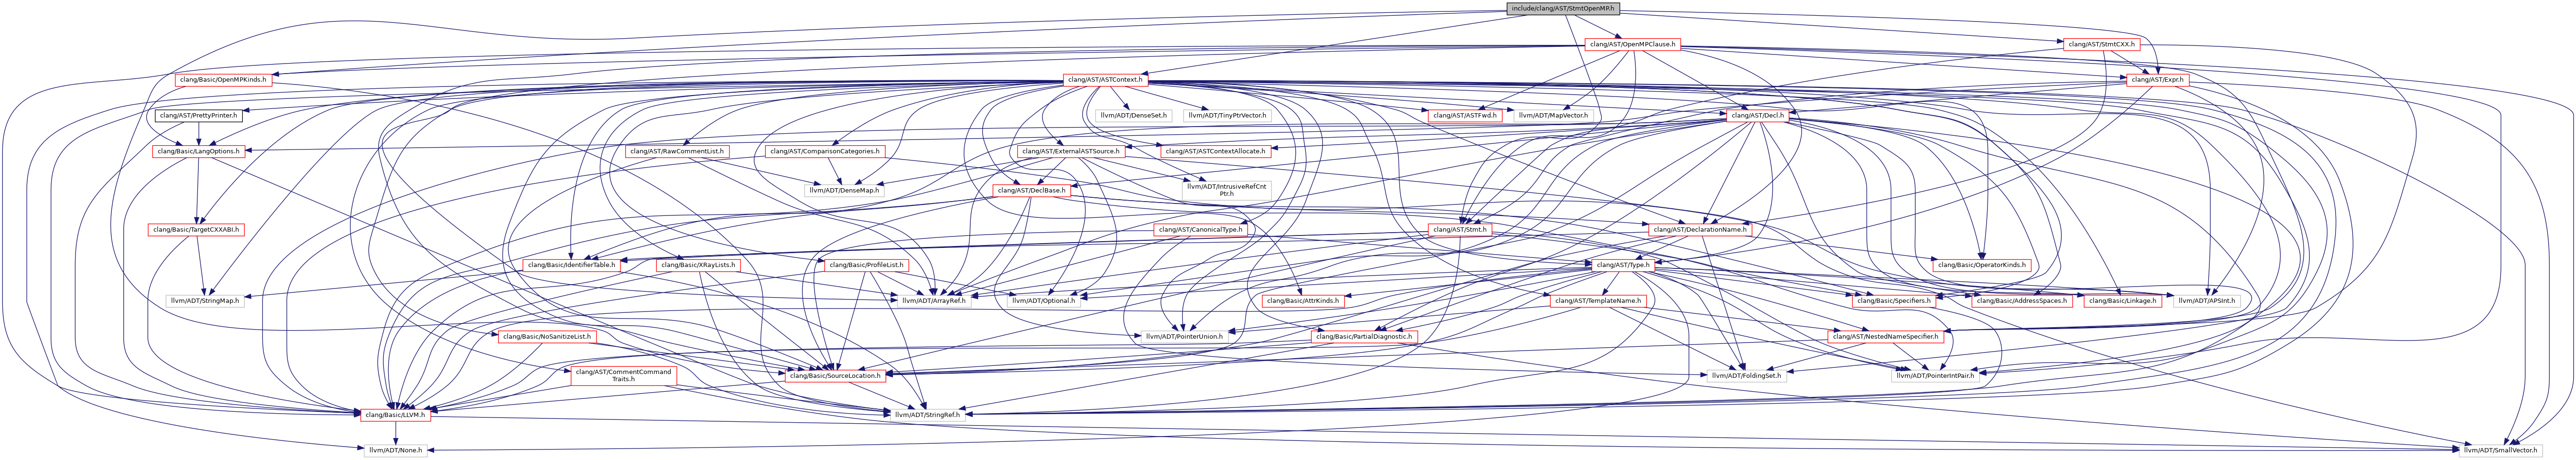 include/clang/AST/StmtOpenMP.h
clang/AST/OpenMPClause.h
clang/AST/StmtCXX.h
clang/Basic/OpenMPKinds.h
clang/AST/ASTContext.h
clang/AST/Expr.h
clang/AST/PrettyPrinter.h
llvm/ADT/DenseSet.h
llvm/ADT/TinyPtrVector.h
clang/AST/ASTFwd.h
llvm/ADT/MapVector.h
clang/AST/Decl.h
clang/Basic/LangOptions.h
clang/AST/RawCommentList.h
clang/AST/ComparisonCategories.h
clang/AST/ExternalASTSource.h
clang/AST/ASTContextAllocate.h
llvm/ADT/DenseMap.h
clang/AST/DeclBase.h
llvm/ADT/IntrusiveRefCnt
Ptr.h
clang/Basic/TargetCXXABI.h
clang/AST/CanonicalType.h
clang/AST/Stmt.h
clang/AST/DeclarationName.h
clang/Basic/IdentifierTable.h
clang/Basic/XRayLists.h
clang/Basic/ProfileList.h
clang/AST/Type.h
clang/Basic/OperatorKinds.h
llvm/ADT/StringMap.h
llvm/ADT/ArrayRef.h
llvm/ADT/Optional.h
clang/Basic/AttrKinds.h
clang/AST/TemplateName.h
clang/Basic/Specifiers.h
clang/Basic/AddressSpaces.h
clang/Basic/Linkage.h
llvm/ADT/APSInt.h
clang/Basic/NoSanitizeList.h
llvm/ADT/PointerUnion.h
clang/Basic/PartialDiagnostic.h
clang/AST/NestedNameSpecifier.h
clang/AST/CommentCommand
Traits.h
clang/Basic/SourceLocation.h
llvm/ADT/FoldingSet.h
llvm/ADT/PointerIntPair.h
clang/Basic/LLVM.h
llvm/ADT/StringRef.h
llvm/ADT/None.h
llvm/ADT/SmallVector.h